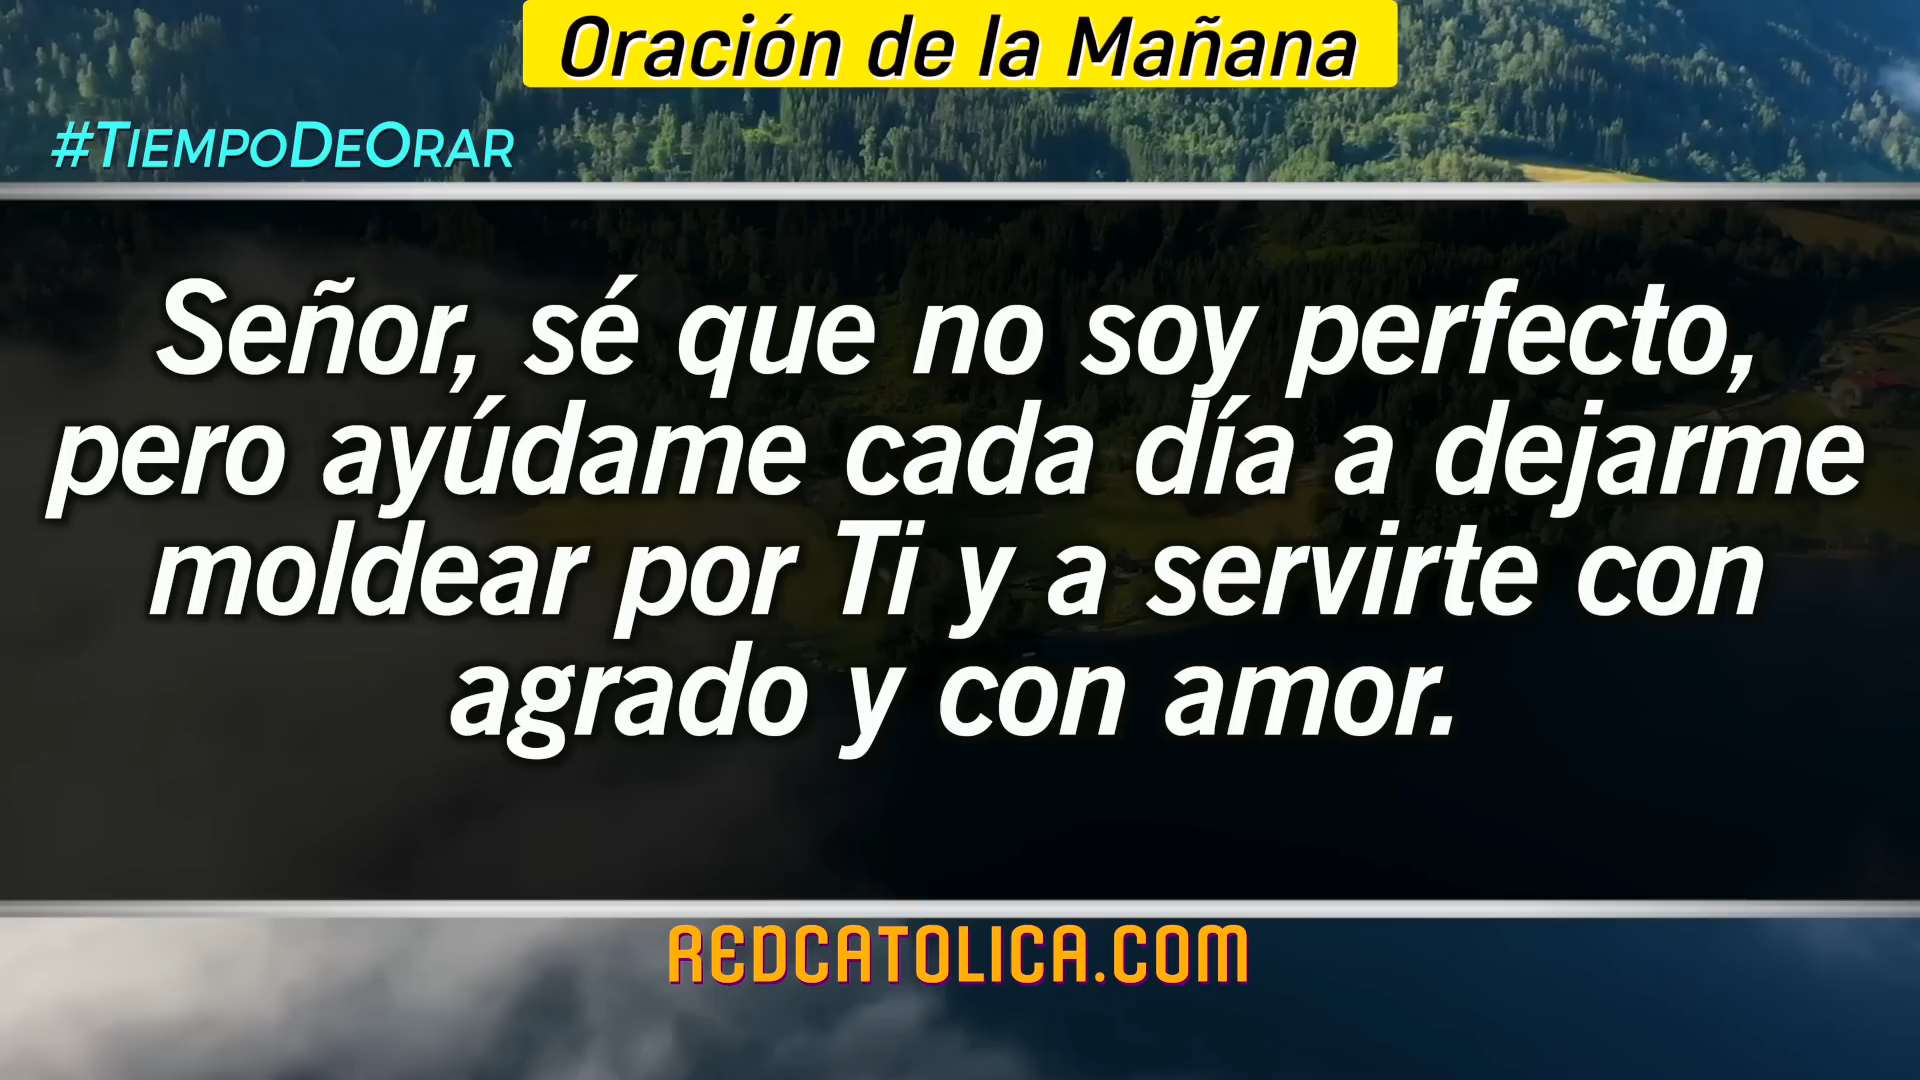 Oración de la Mañana
#TiempoDeOrar
Señor, sé que no soy perfecto,
pero ayúdame cada día a dejarme
moldear por Ti y a servirte con
agrado y con amor.
REDCATOLICA.COM